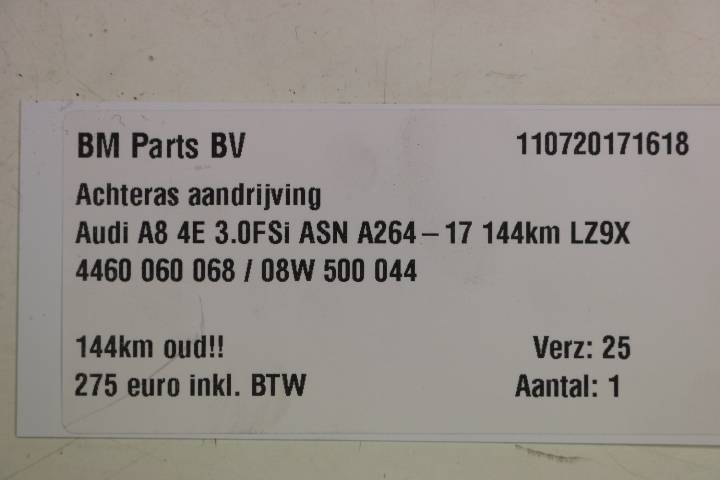 BM Parts BV 110720171618
Achteras aandrijving
Audi A8 4E 3.0FSi ASN A264-17 144km LZ9X
4460 060 068 / 08W 500 044
144km oud!! Verz: 25
275 euro inkl. BTW Aantal: 1